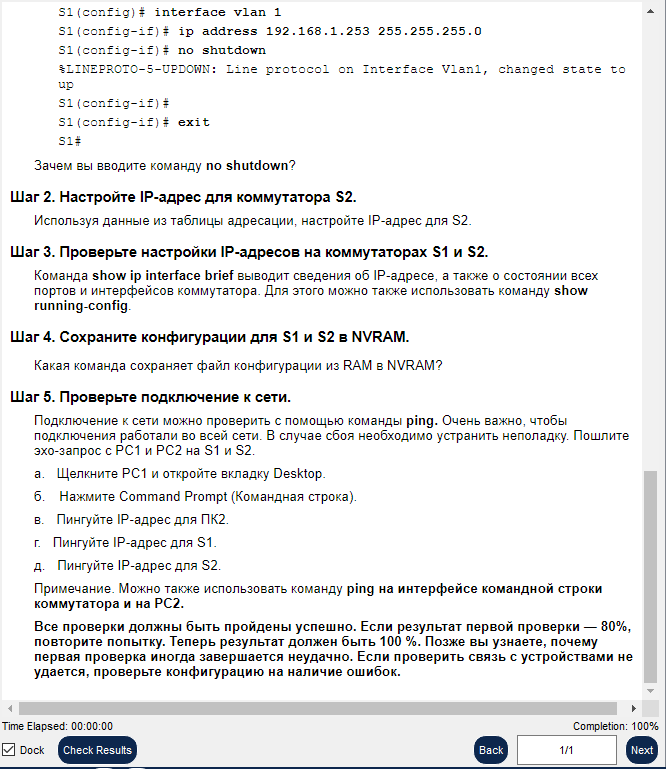 S1(config)# interface vlan 1
S1(config-if)# ip address 192.168.1.253 255.255.255.0
S1(config-if)# no shutdown
%LINEPROTO-5-UPDOWN: Line protocol on Interface Vlan1, changed state to
up
S1(config-if)#
S1(config-if)# exit
S1#
Зачем вы вводите команду no shutdown?
Шаг 2. Настройте IP-адрес для коммутатора S2.
Используя данные из таблицы адресации, настройте IP-адрес для S2.
Шаг 3. Проверьте настройки IP-адресов на коммутаторах S1 и S2.
Команда show ip interface brief выводит сведения об IP-адресе, а также о состоянии всех
портов и интерфейсов коммутатора. Для этого можно также использовать команду show
running-config.
Шаг 4. Сохраните конфигурации для S1 и S2 в NVRAM.
Какая команда сохраняет файл конфигурации из RAM в NVRAM?
Шаг 5. Проверьте подключение к сети.
Подключение к сети можно проверить с помощью команды ping. Очень важно, чтобы
подключения работали во всей сети. В случае сбоя необходимо устранить неполадку. Пошлите
эхо-запрос с PC1 и PC2 на S1 и S2.
а. Щелкните PC1 и откройте вкладку Desktop.
б. Нажмите Command Prompt (Командная строка).
в. Пингуйте IP-адрес для ПК2.
г. Пингуйте IP-адрес для S1.
д. Пингуйте IP-адрес для S2.
Примечание. Можно также использовать команду ping на интерфейсе командной строки
коммутатора и на PC2.
Все проверки должны быть пройдены успешно. Если результат первой проверки — 80%,
повторите попытку. Теперь результат должен быть 100 %. Позже вы узнаете, почему
первая проверка иногда завершается неудачно. Если проверить связь с устройствами не
удается, проверьте конфигурацию на наличие ошибок.
Time Elapsed: 00:00:00 Completion: 100%
Dock Check Results Back 1/1 Next